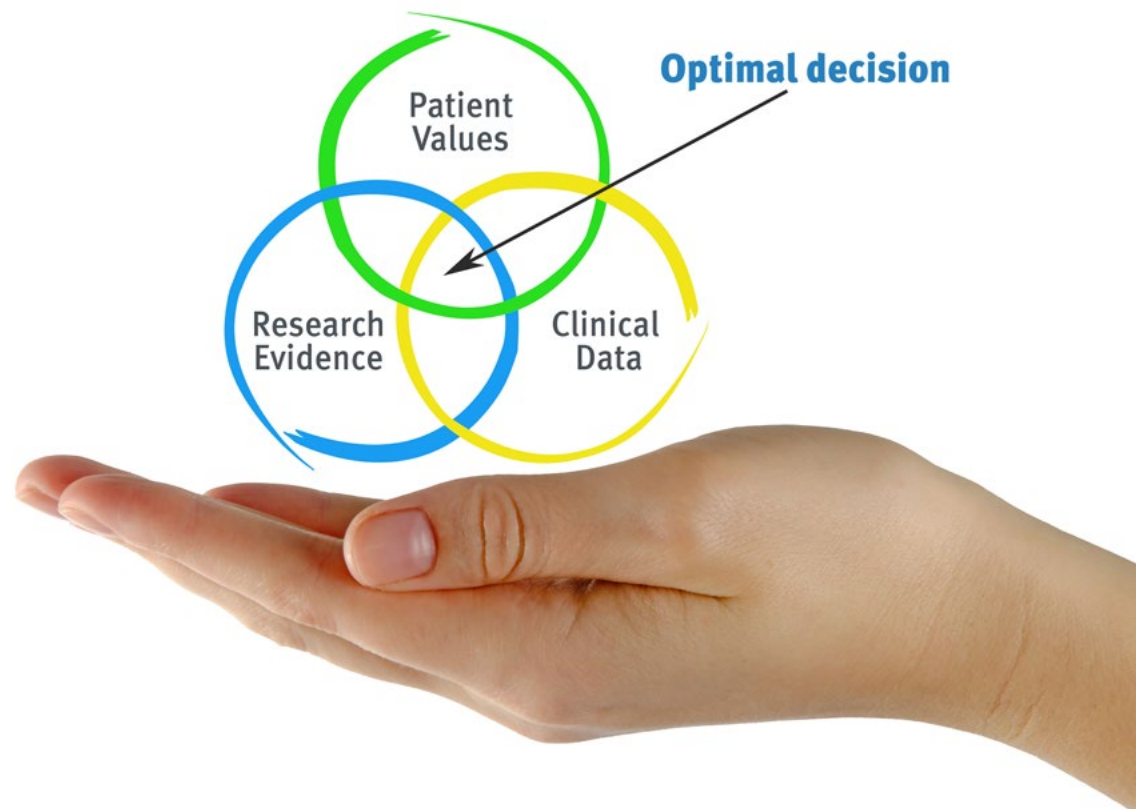 Optimal decision
Patient
Values
Research
Evidence
Clinical
Data